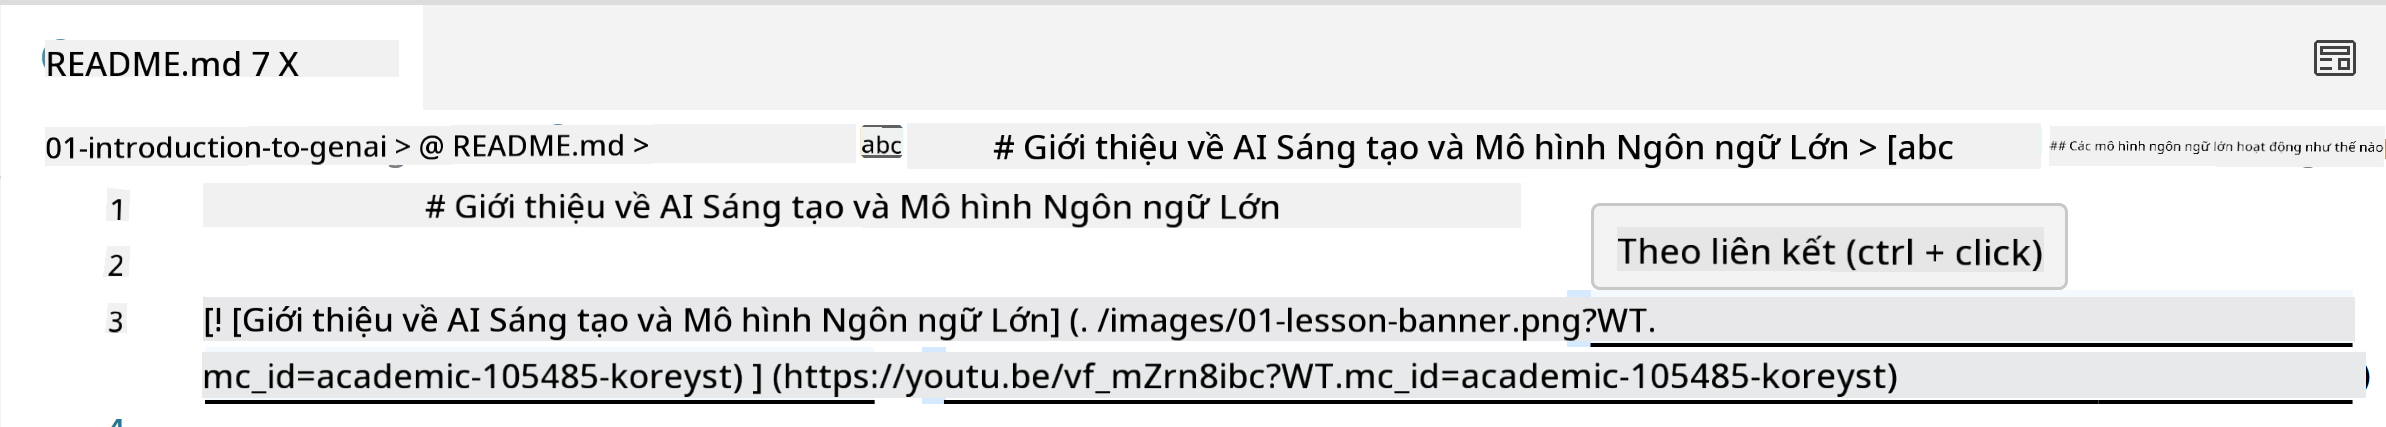 README.md 7 X
01-introduction-to-genai > @ README.md > abc # Giới thiệu về AI Sáng tạo và Mô hình Ngôn ngữ Lớn > [abc ## Các mô hình ngôn ngữ lớn hoạt động như thế nào
1 # Giới thiệu về AI Sáng tạo và Mô hình Ngôn ngữ Lớn
Theo liên kết (ctrl + click)
2
3 [! [Giới thiệu về AI Sáng tạo và Mô hình Ngôn ngữ Lớn] (. /images/01-lesson-banner.png?WT.
mc_id=academic-105485-koreyst) ] (https://youtu.be/vf_mZrn8ibc?WT.mc_id=academic-105485-koreyst)
4